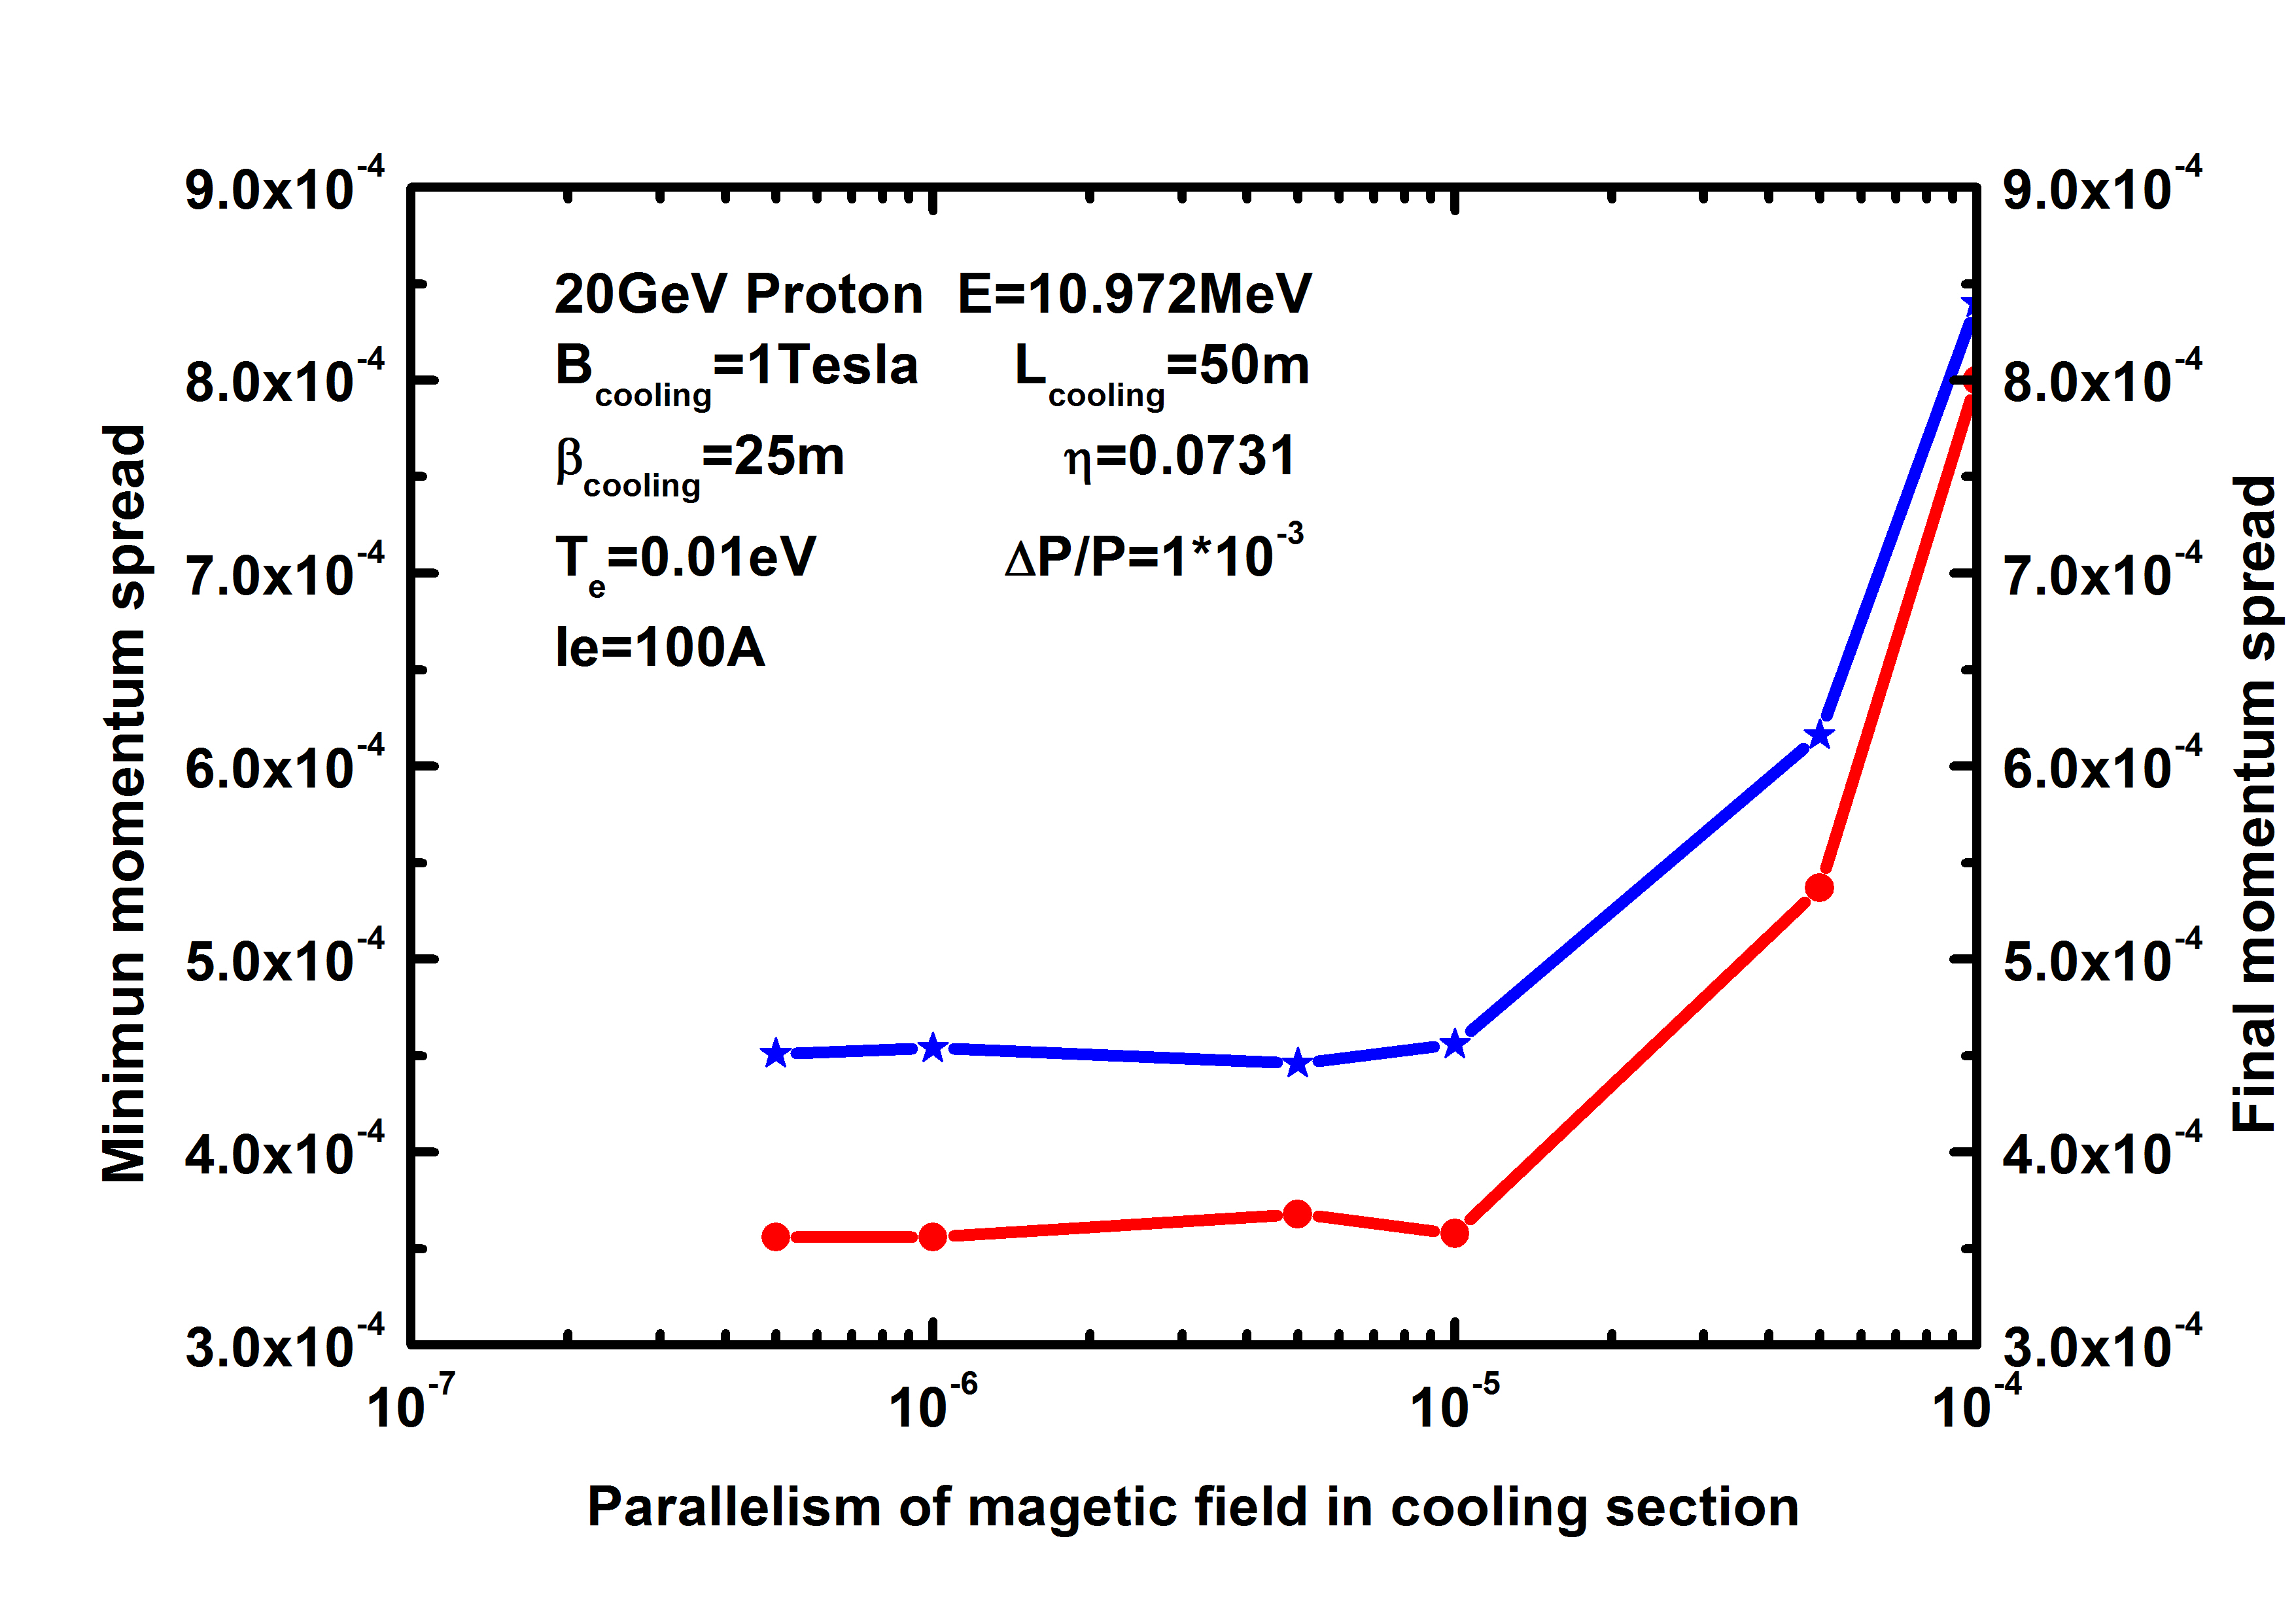 9.0x10^-4
8.0x10^-4
7.0x10^-4
6.0x10^-4
5.0x10^-4
4.0x10^-4
3.0x10^-4
Minimun momentum spread
20GeV Proton E=10.972MeV
B_cooling=1Tesla L_cooling=50m
β_cooling=25m η=0.0731
T_e=0.01eV ΔP/P=1*10^-3
Ie=100A
9.0x10^-4
8.0x10^-4
7.0x10^-4
6.0x10^-4
5.0x10^-4
4.0x10^-4
3.0x10^-4
Final momentum spread
10^-7 10^-6 10^-5 10^-4
Parallelism of magetic field in cooling section